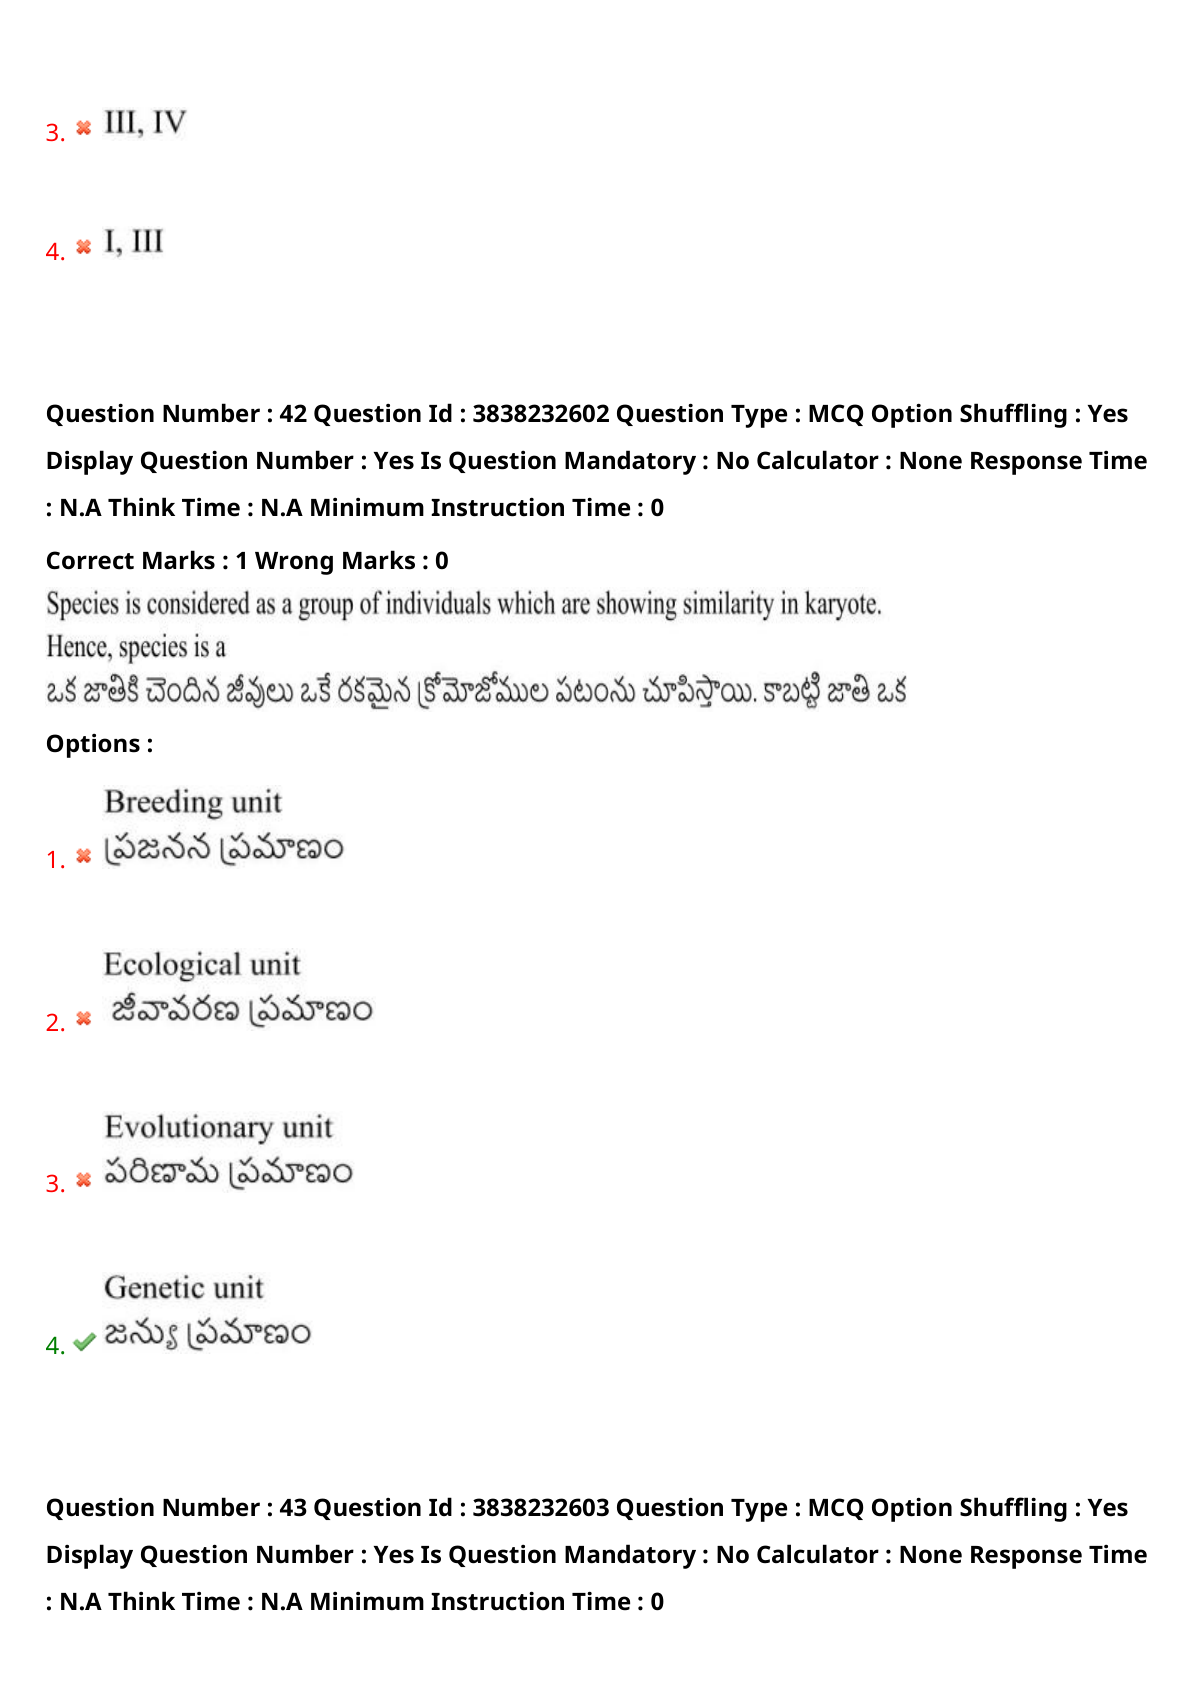 3. III, IV
4. I, III
Question Number : 42 Question Id : 3838232602 Question Type : MCQ Option Shuffling : Yes
Display Question Number : Yes Is Question Mandatory : No Calculator : None Response Time
: N.A Think Time : N.A Minimum Instruction Time : 0
Correct Marks : 1 Wrong Marks : 0
Species is considered as a group of individuals which are showing similarity in karyote.
Hence, species is a
ఒక జాతికి చెందిన జీవులు ఒకే రకమైన క్రోమోజోముల పటంను చూపిస్తాయి. కాబట్టి జాతి ఒక
Options :
Breeding unit
1. ప్రజనన ప్రమాణం
Ecological unit
2. జీవావరణ ప్రమాణం
Evolutionary unit
3. పరిణామ ప్రమాణం
Genetic unit
4. జన్యు ప్రమాణం
Question Number : 43 Question Id : 3838232603 Question Type : MCQ Option Shuffling : Yes
Display Question Number : Yes Is Question Mandatory : No Calculator : None Response Time
: N.A Think Time : N.A Minimum Instruction Time : 0